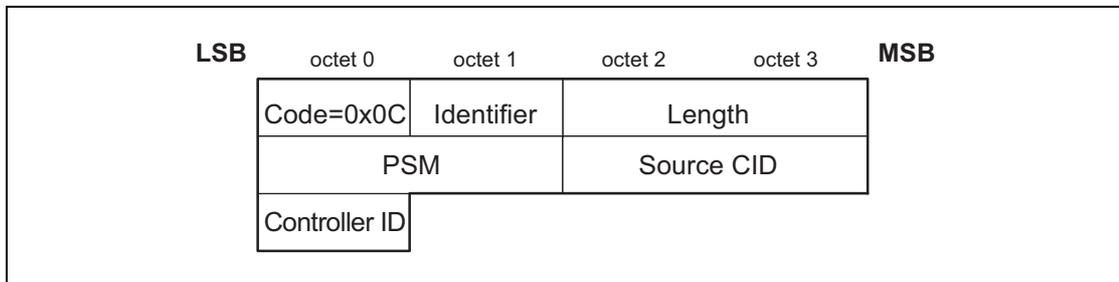 LSB octet 0 octet 1 octet 2 octet 3 MSB
Code=0x0C Identifier Length
PSM Source CID
Controller ID